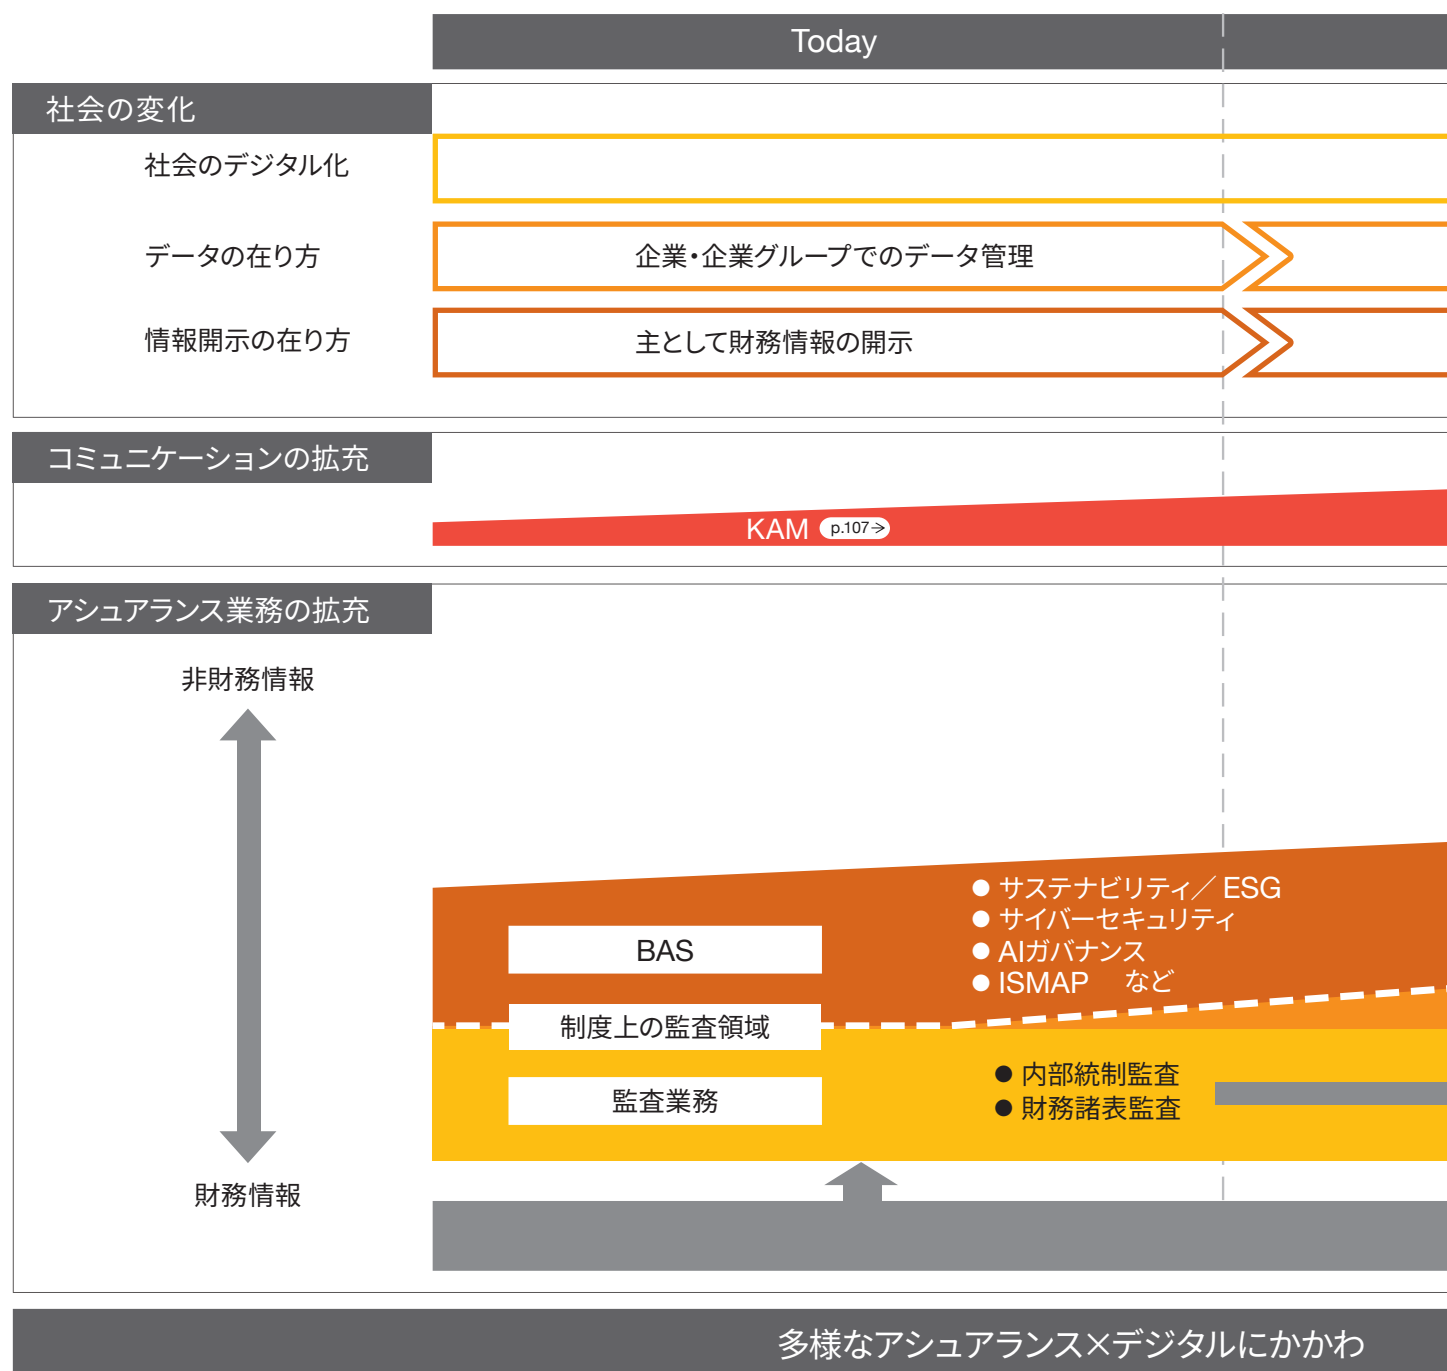 Today
社会の変化
社会のデジタル化
データの在り方
企業・企業グループでのデータ管理
情報開示の在り方
主として財務情報の開示
コミュニケーションの拡充
KAM p.107→
アシュアランス業務の拡充
非財務情報
● サステナビリティ／ESG
● サイバーセキュリティ
● AIガバナンス
● ISMAP など
BAS
制度上の監査領域
監査業務
● 内部統制監査
● 財務諸表監査
財務情報
多様なアシュアランス×デジタルにかかわ